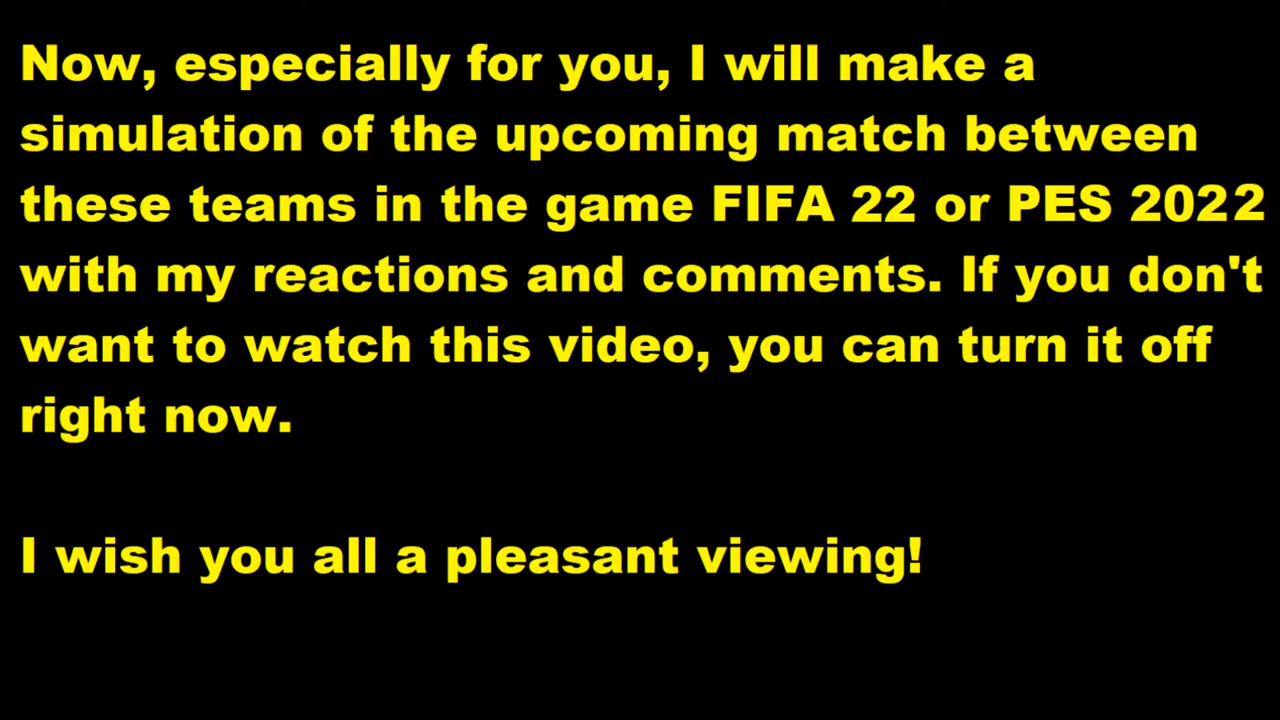 Now, especially for you, I will make a
simulation of the upcoming match between
these teams in the game FIFA 22 or PES 2022
with my reactions and comments. If you don't
want to watch this video, you can turn it off
right now.
I wish you all a pleasant viewing!